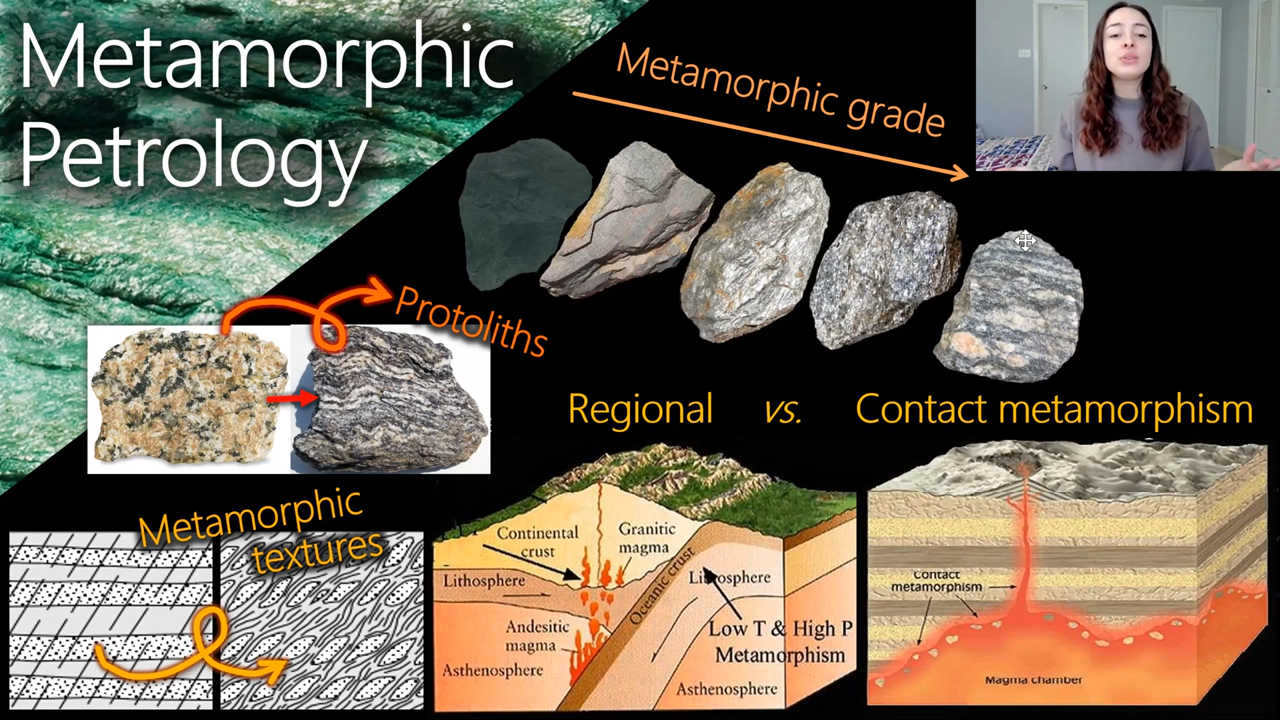 Metamorphic
Petrology
Metamorphic grade
Protoliths
Regional vs. Contact metamorphism
Metamorphic
textures
Continental
crust
Granitic
magma
Lithosphere
Oceanic crust
Andesitic
magma
Asthenosphere
Low T & High P
Metamorphism
Asthenosphere
Contact
metamorphism
Magma chamber